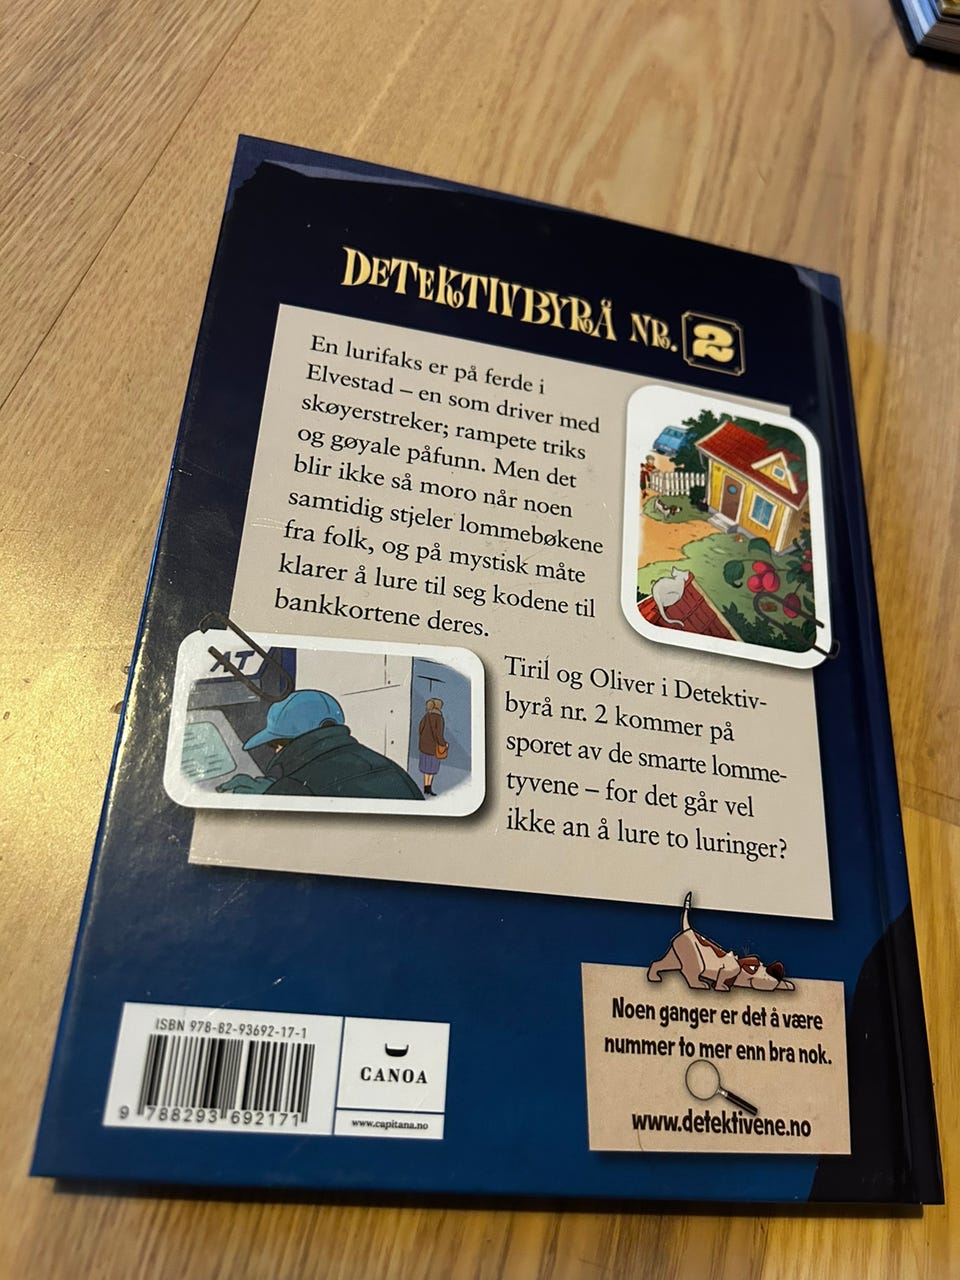 DETEKTIVBYRÅ NR. 2
En lurifaks er på ferde i
Elvestad – en som driver med
skøyerstreker; rampete triks
og gøyale påfunn. Men det
blir ikke så moro når noen
samtidig stjeler lommebøkene
fra folk, og på mystisk måte
klarer å lure til seg kodene til
bankkortene deres.
AT
Tiril og Oliver i Detektiv-
byrå nr. 2 kommer på
sporet av de smarte lomme-
tyvene – for det går vel
ikke an å lure to luringer?
Noen ganger er det å være
nummer to mer enn bra nok.
www.detektivene.no
ISBN 978-82-93692-17-1
9 788293 692171
CANOA
www.capitana.no